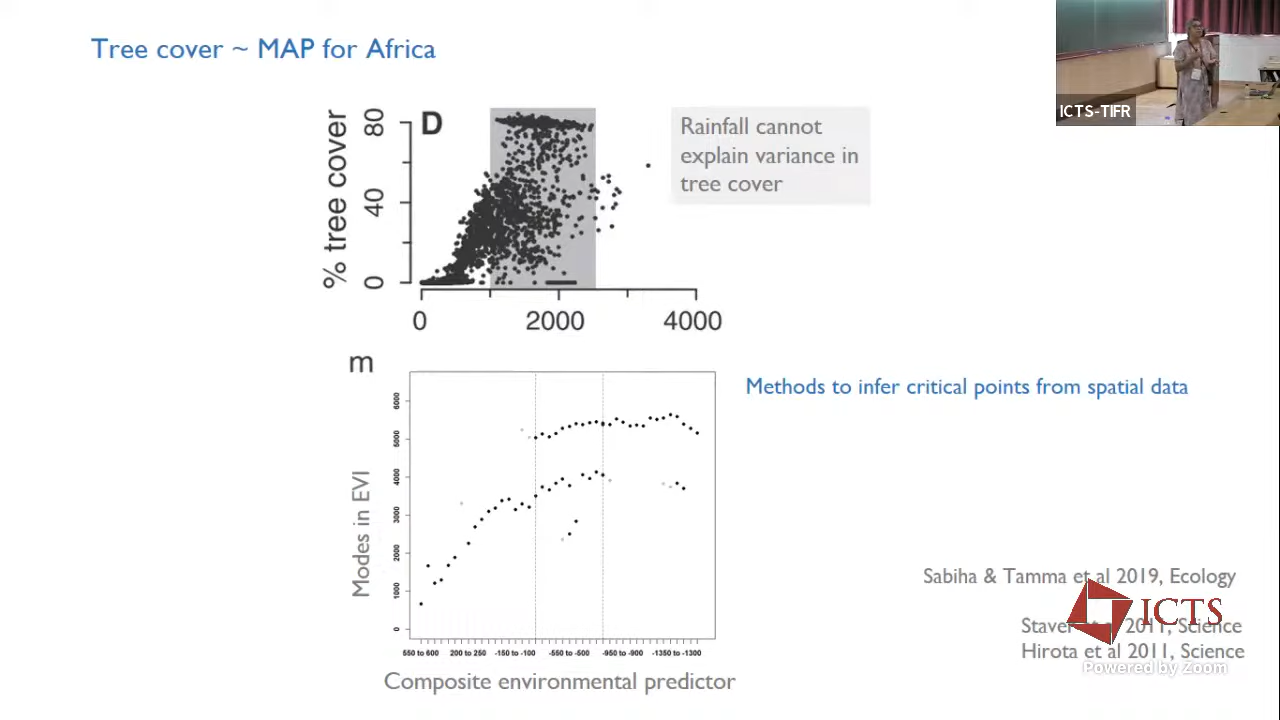 Tree cover ~ MAP for Africa
ICTS-TIFR
D
% tree cover
80
40
0
0
2000
4000
Rainfall cannot
explain variance in
tree cover
m
Modes in EVI
6000
5000
4000
3000
2000
1000
0
550 to 600
200 to 250
-150 to -100
-550 to -500
-950 to -900
-1350 to -1300
Composite environmental predictor
Methods to infer critical points from spatial data
Sabiha & Tamma et al 2019, Ecology
ICTS
Staver et al 2011, Science
Hirota et al 2011, Science
Powered by Zoom